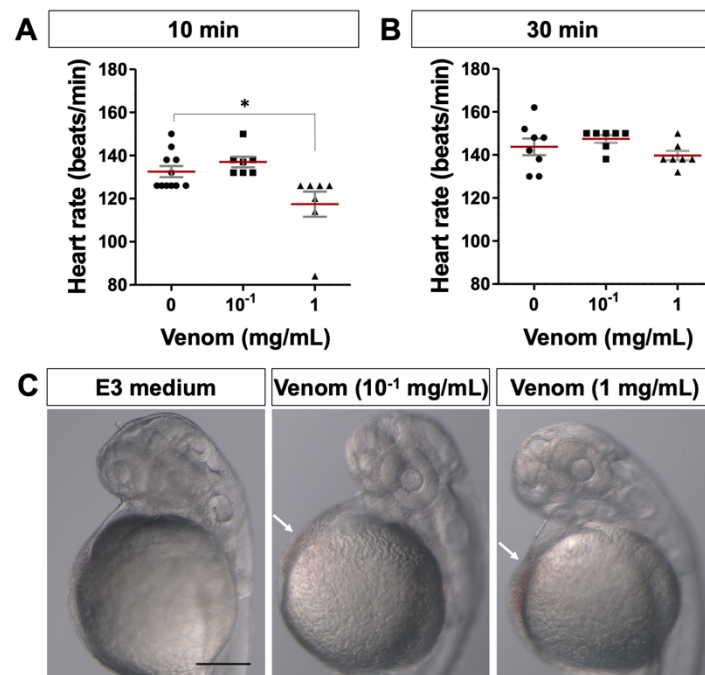 A
10 min
Heart rate (beats/min)
180
160
140
120
100
80
*
0
10⁻¹
1
Venom (mg/mL)
B
30 min
Heart rate (beats/min)
180
160
140
120
100
80
0
10⁻¹
1
Venom (mg/mL)
C
E3 medium
Venom (10⁻¹ mg/mL)
Venom (1 mg/mL)